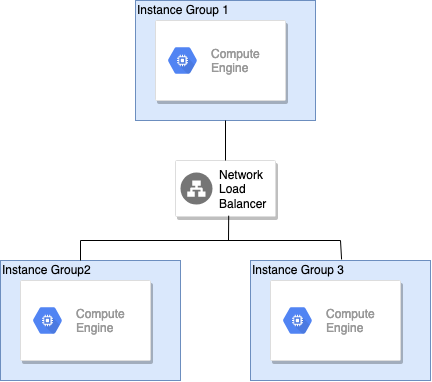 Instance Group 1
Compute
Engine
Network
Load
Balancer
Instance Group2
Compute
Engine
Instance Group 3
Compute
Engine